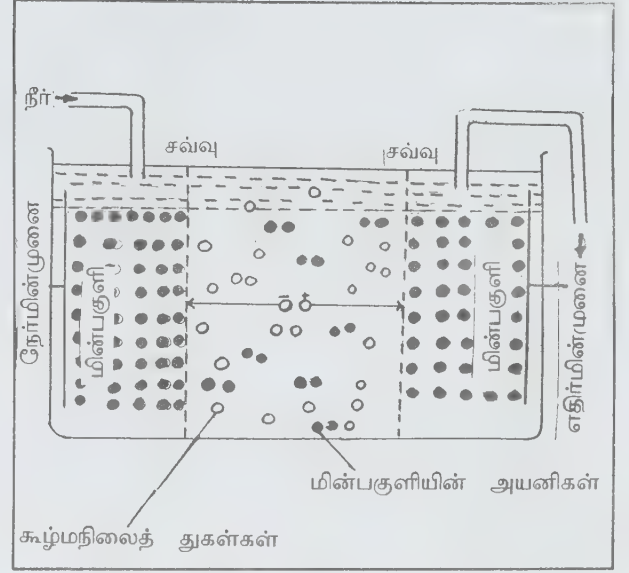 நீர்
சவ்வு
சவ்வு
நேர்மின்முனை
மின்பகுளி
மின்பகுளி
எதிர்மின்முனை
மின்பகுளியின் அயனிகள்
கூழ்மநிலைத் துகள்கள்